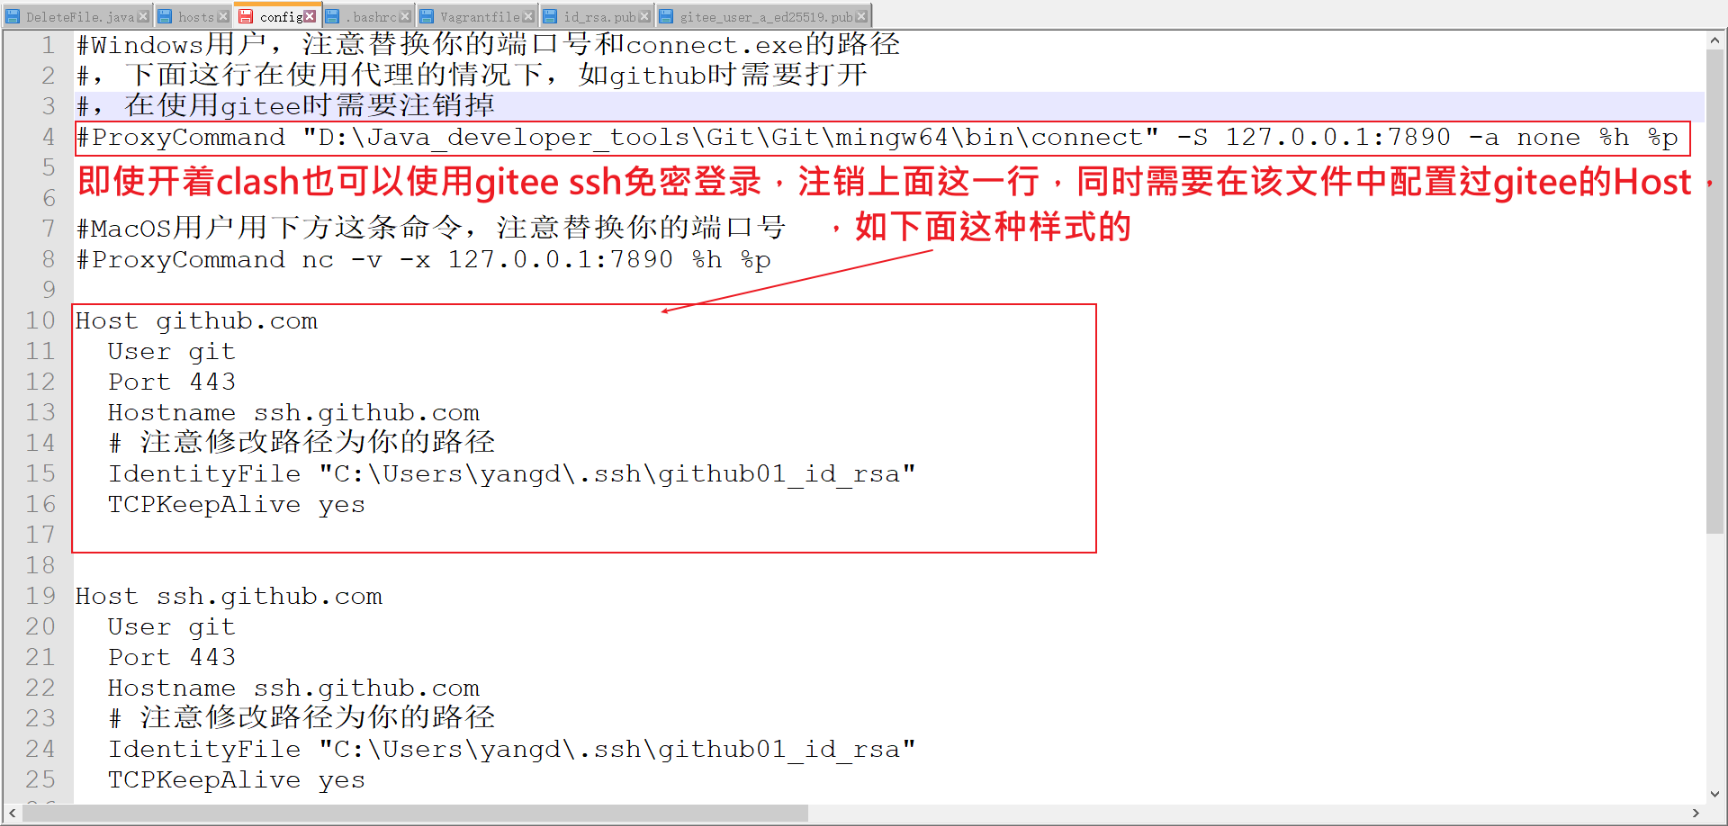 DeleteFile.java hosts config .bashrc Vagrantfile id_rsa.pub gitee_user_a_ed25519.pub
1 #Windows用户，注意替换你的端口号和connect.exe的路径
2 #，下面这行在使用代理的情况下，如github时需要打开
3 #，在使用gitee时需要注销掉
4 #ProxyCommand "D:\Java_developer_tools\Git\Git\mingw64\bin\connect" -S 127.0.0.1:7890 -a none %h %p
5
即使开着clash也可以使用gitee ssh免密登录，注销上面这一行，同时需要在该文件中配置过gitee的Host，
6
7 #MacOS用户用下方这条命令，注意替换你的端口号
，如下面这种样式的
8 #ProxyCommand nc -v -x 127.0.0.1:7890 %h %p
9
10 Host github.com
11 User git
12 Port 443
13 Hostname ssh.github.com
14 # 注意修改路径为你的路径
15 IdentityFile "C:\Users\yangd\.ssh\github01_id_rsa"
16 TCPKeepAlive yes
17
18
19 Host ssh.github.com
20 User git
21 Port 443
22 Hostname ssh.github.com
23 # 注意修改路径为你的路径
24 IdentityFile "C:\Users\yangd\.ssh\github01_id_rsa"
25 TCPKeepAlive yes